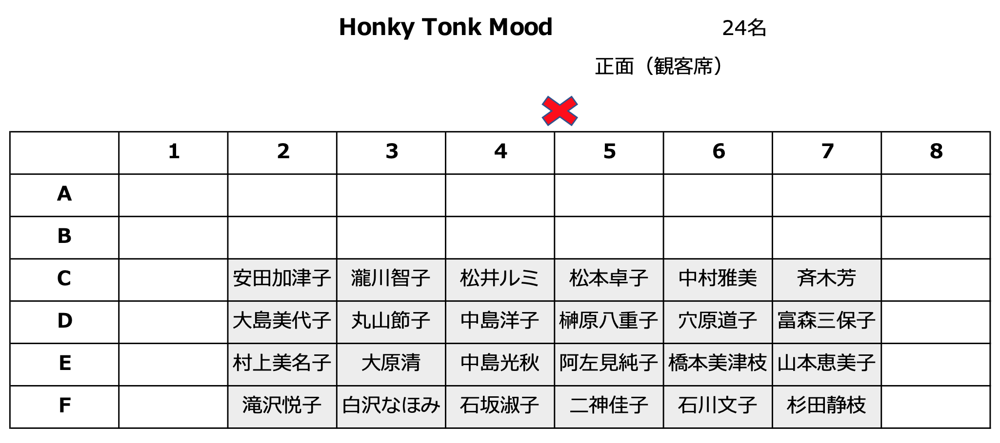 Honky Tonk Mood 24名
正面（観客席）
1 2 3 4 5 6 7 8
A
B
C 安田加津子 瀧川智子 松井ルミ 松本卓子 中村雅美 斉木芳
D 大島美代子 丸山節子 中島洋子 榊原八重子 穴原道子 富森三保子
E 村上美名子 大原清 中島光秋 阿左見純子 橋本美津枝 山本恵美子
F 滝沢悦子 白沢なほみ 石坂淑子 二神佳子 石川文子 杉田静枝